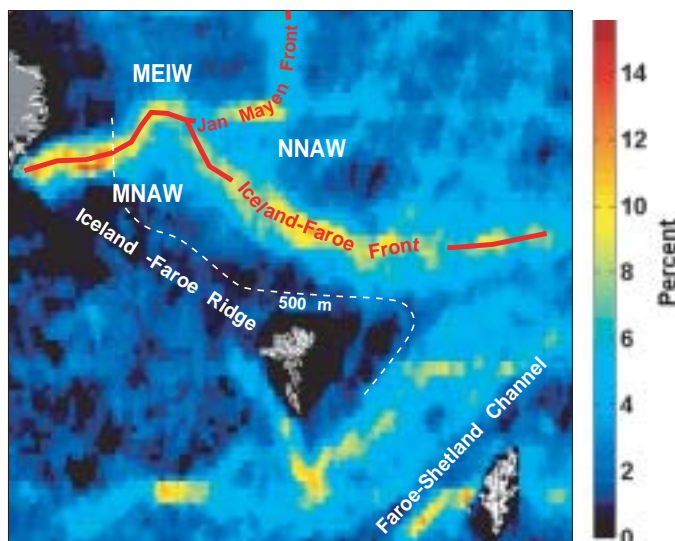 MEIW
Jan Mayen Front
NNAW
MNAW
Iceland-Faroe Front
Iceland -Faroe Ridge
500 m
Faroe-Shetland Channel
14
12
10
8
6
4
2
0
Percent